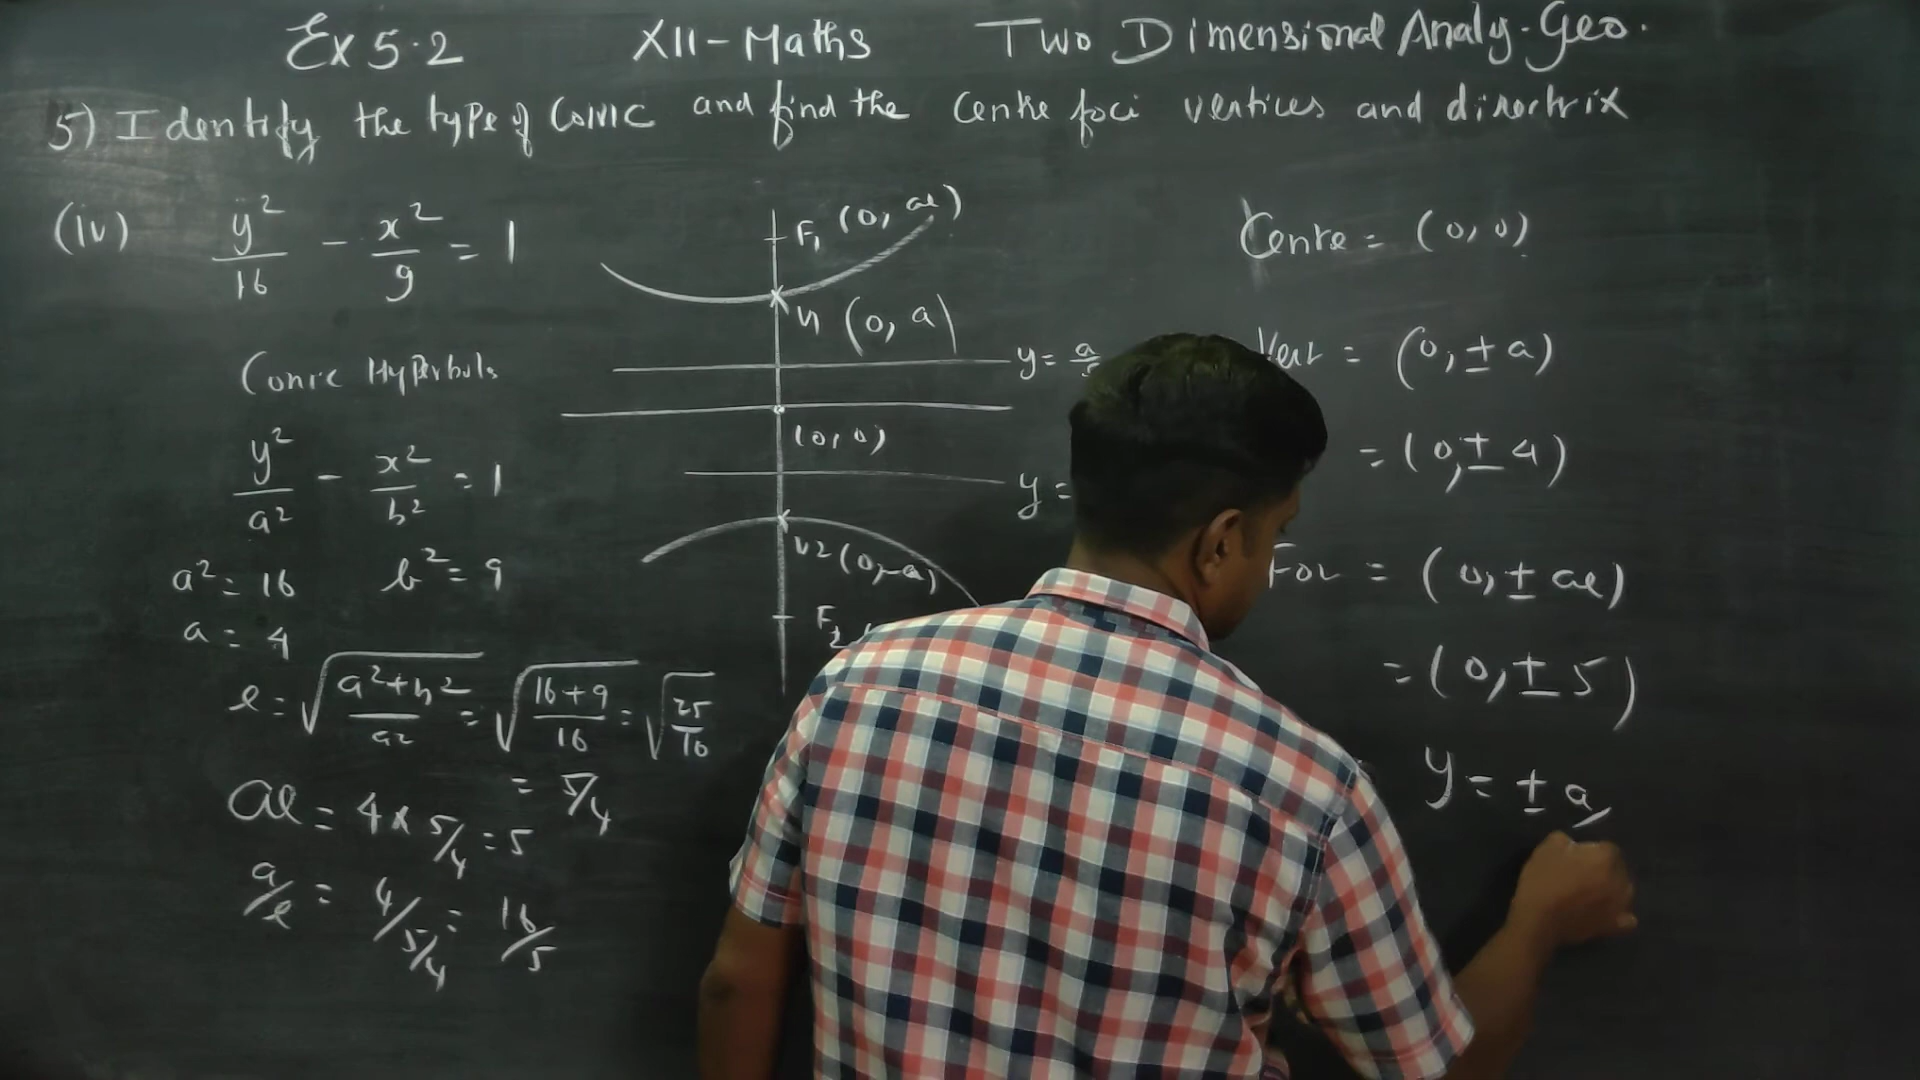 Ex 5.2 XII - Maths Two Dimensional Analy. Geo.
5) Identify the type of Conic and find the Centre foci vertices and directrix
(iv) y²/16 - x²/9 = 1
Conic Hyperbola
y²/a² - x²/b² = 1
a² = 16 b² = 9
a = 4
e = √((a²+b²)/a²) = √((16+9)/16) = √(25/16)
= 5/4
ae = 4 × 5/4 = 5
a/e = 4/5/4 = 16/5
F₁ (0, ae)
V1 (0, a)
y = a
(0, 0)
y =
V2 (0, -a)
F₂
Centre = (0, 0)
Vert = (0, ± a)
= (0, ± 4)
Foci = (0, ± ae)
= (0, ± 5)
y = ± a/